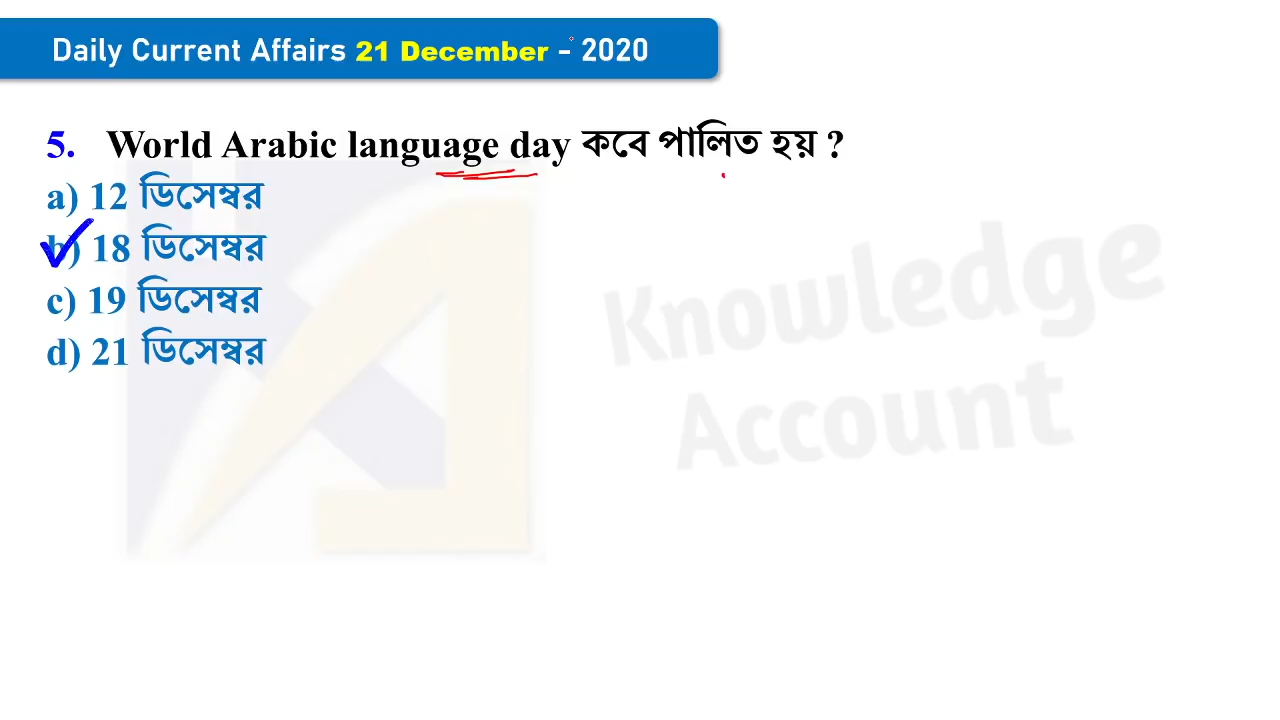 Daily Current Affairs 21 December - 2020
5. World Arabic language day কবে পালিত হয় ?
a) 12 ডিসেম্বর
b) 18 ডিসেম্বর
c) 19 ডিসেম্বর
d) 21 ডিসেম্বর
Knowledge
Account